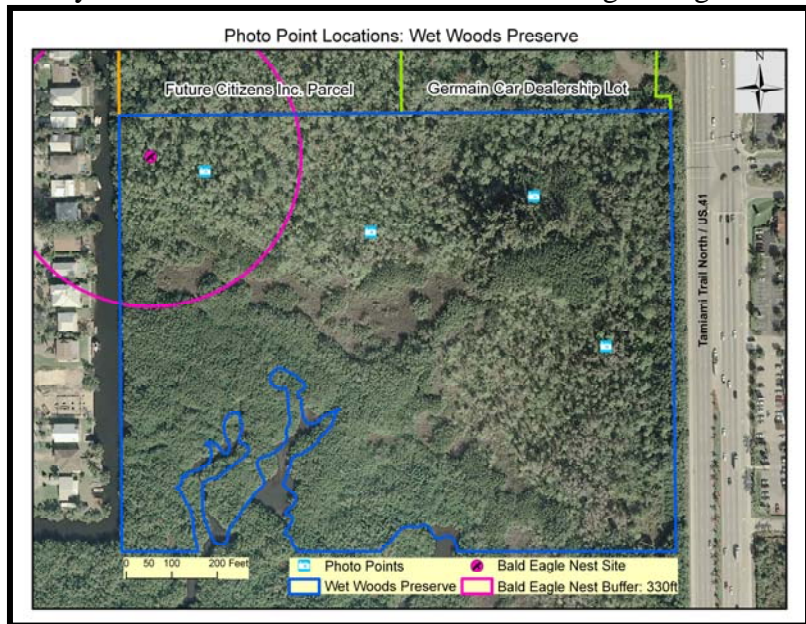 Photo Point Locations: Wet Woods Preserve
Future Citizens Inc. Parcel
Germain Car Dealership Lot
N
Tamiami Trail North / US.41
0 50 100 200 Feet
Photo Points
Bald Eagle Nest Site
Wet Woods Preserve
Bald Eagle Nest Buffer: 330ft